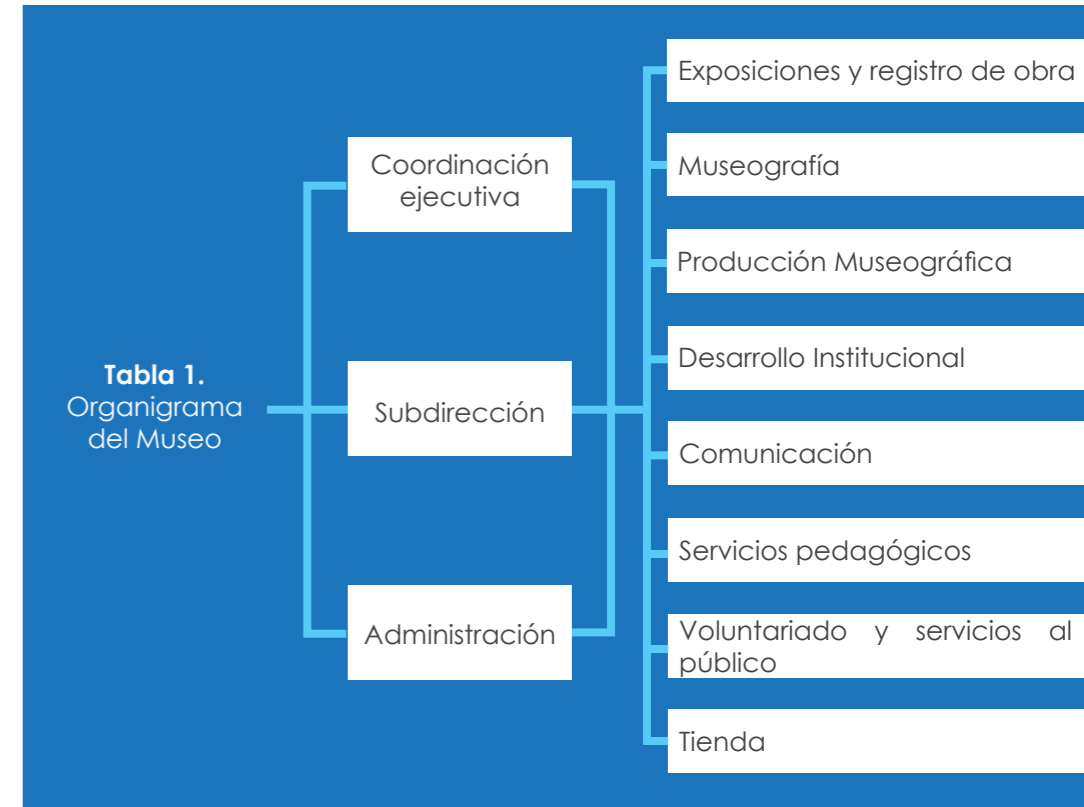 Tabla 1.
Organigrama
del Museo
Coordinación
ejecutiva
Subdirección
Administración
Exposiciones y registro de obra
Museografía
Producción Museográfica
Desarrollo Institucional
Comunicación
Servicios pedagógicos
Voluntariado y servicios al
público
Tienda